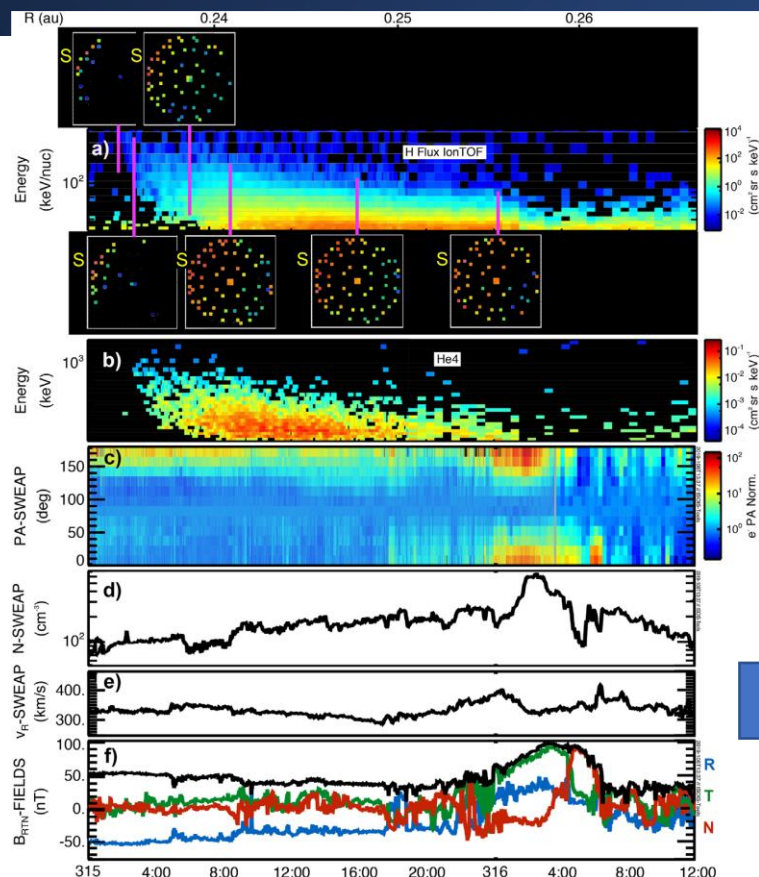 R (au) 0.24 0.25 0.26
S S
a) H Flux IonTOF
Energy (keV/nuc)
10²
10⁴
10²
10⁰
10⁻²
(cm² sr s keV)⁻¹
S S S S
b) He4
Energy (keV)
10³
10⁻¹
10⁻²
10⁻³
10⁻⁴
(cm² sr s keV)⁻¹
c)
PA-SWEAP (deg)
150
100
50
0
10²
10¹
10⁰
e⁻ PA Norm.
d)
N-SWEAP (cm⁻³)
10²
e)
V_R-SWEAP (km/s)
400.
300.
f)
B_RTN-FIELDS (nT)
100.
50.
0.
-50.
R
T
N
315 4:00 8:00 12:00 16:00 20:00 316 4:00 8:00 12:00